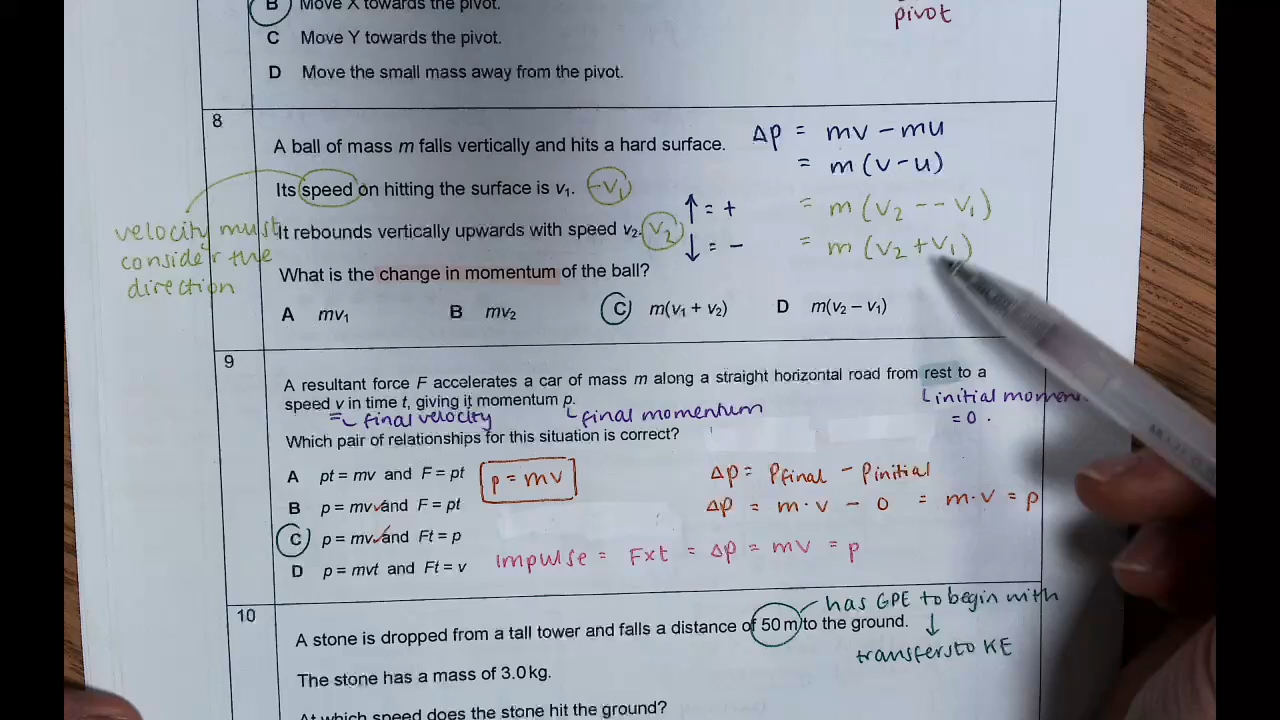 B Move X towards the pivot.
pivot
C Move Y towards the pivot.
D Move the small mass away from the pivot.
8
A ball of mass m falls vertically and hits a hard surface.
Its speed on hitting the surface is v₁. -v₁
It rebounds vertically upwards with speed v₂. v₂
What is the change in momentum of the ball?
velocity must
consider the
direction
↑ = +
↓ = -
Δp = mv - mu
= m (v - u)
= m (v₂ - - v₁)
= m (v₂ + v₁)
A mv₁ B mv₂ C m(v₁ + v₂) D m(v₂ – v₁)
9
A resultant force F accelerates a car of mass m along a straight horizontal road from rest to a
speed v in time t, giving it momentum p.
= final velocity final momentum
initial momen
= 0 .
Which pair of relationships for this situation is correct?
A pt = mv and F = pt
B p = mv and F = pt
C p = mv and Ft = p
D p = mvt and Ft = v
p = mv
Δp = Pfinal - Pinitial
Δp = m · v - 0 = m · v = p
impulse = F x t = Δp = mv = p
10
A stone is dropped from a tall tower and falls a distance of 50 m to the ground.
has GPE to begin with
↓
transfers to KE
The stone has a mass of 3.0 kg.
At which speed does the stone hit the ground?